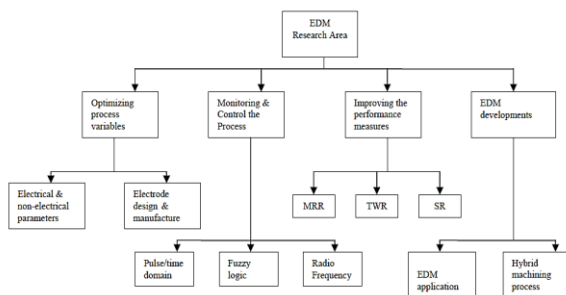 EDM
Research Area
Optimizing
process
variables
Monitoring &
Control the
Process
Improving the
performance
measures
EDM
developments
Electrical &
non-electrical
parameters
Electrode
design &
manufacture
MRR
TWR
SR
Pulse/time
domain
Fuzzy
logic
Radio
Frequency
EDM
application
Hybrid
machining
process